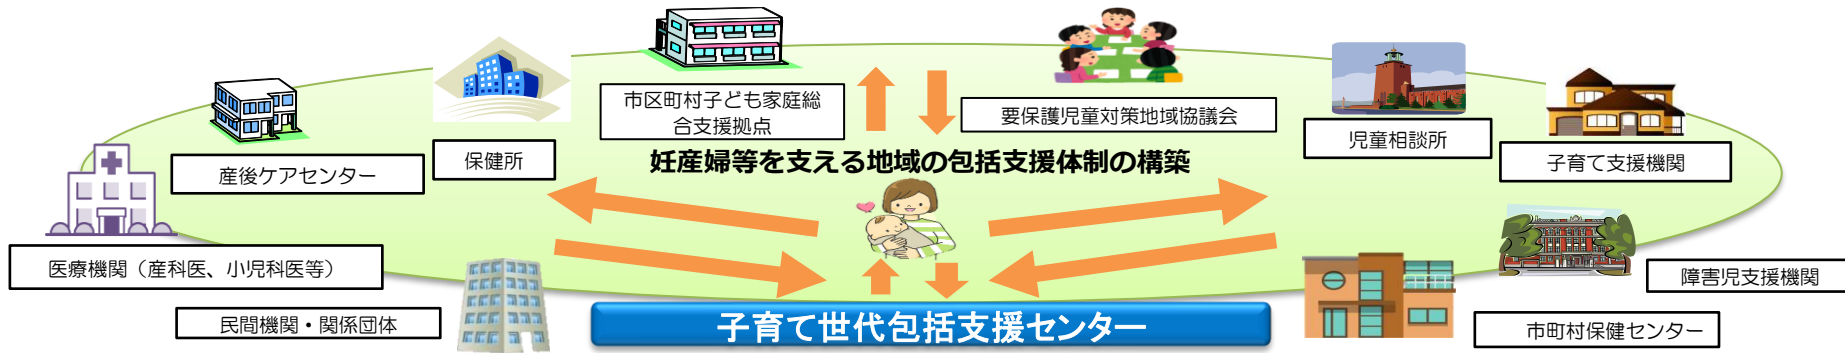 市区町村子ども家庭総
合支援拠点
要保護児童対策地域協議会
児童相談所
子育て支援機関
保健所
産後ケアセンター
妊産婦等を支える地域の包括支援体制の構築
医療機関（産科医、小児科医等）
障害児支援機関
民間機関・関係団体
子育て世代包括支援センター
市町村保健センター